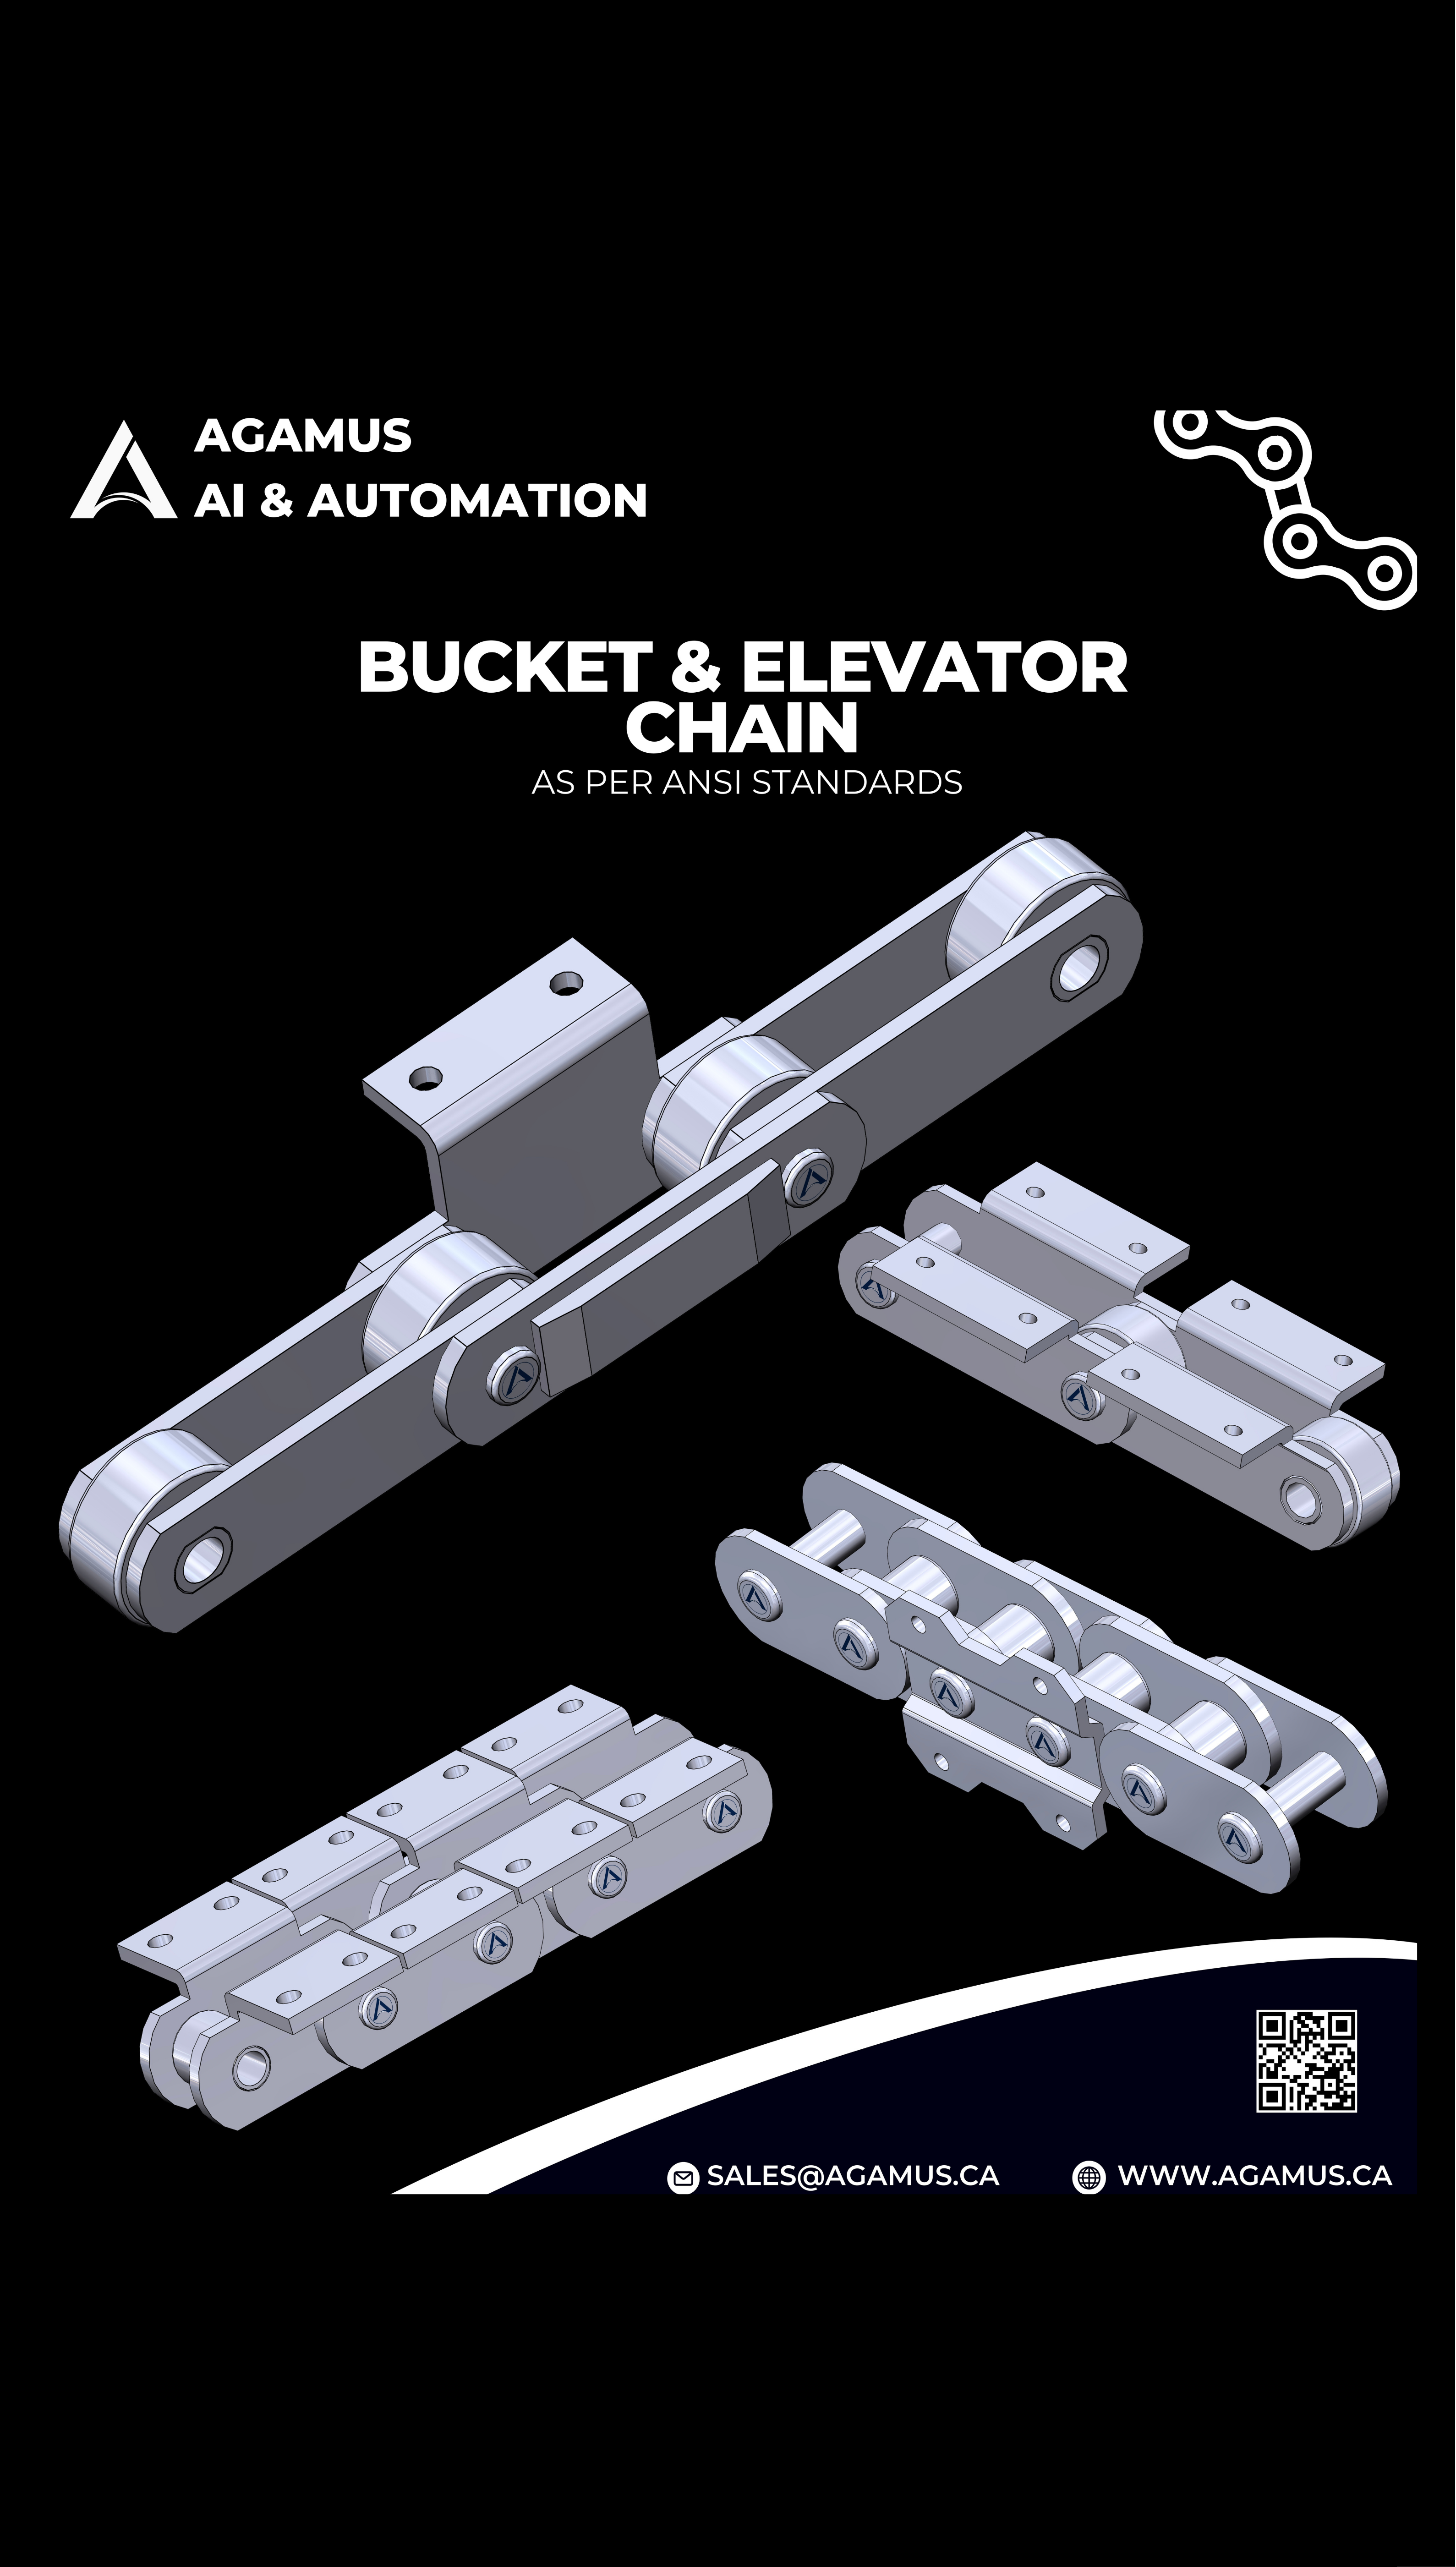 AGAMUS
AI & AUTOMATION
BUCKET & ELEVATOR
CHAIN
AS PER ANSI STANDARDS
SALES@AGAMUS.CA
WWW.AGAMUS.CA